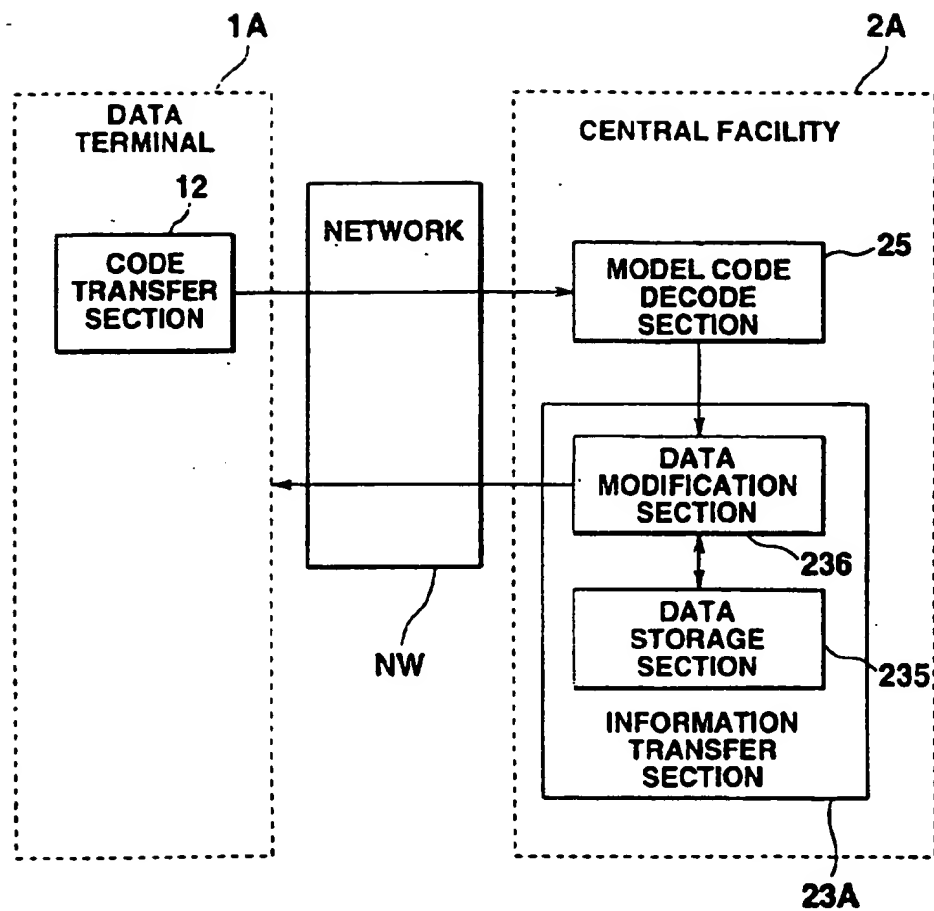 1A
2A
DATA
TERMINAL
CENTRAL FACILITY
12
NETWORK
25
CODE
TRANSFER
SECTION
MODEL CODE
DECODE
SECTION
DATA
MODIFICATION
SECTION
236
DATA
STORAGE
SECTION
NW
235
INFORMATION
TRANSFER
SECTION
23A